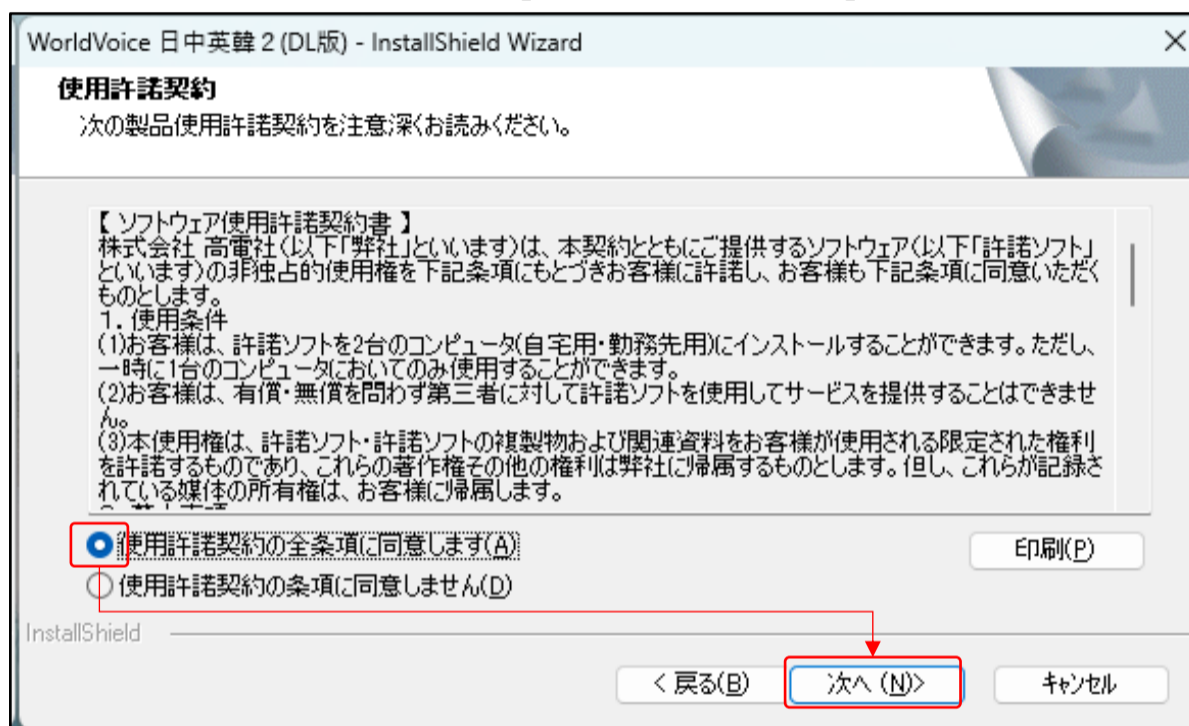 WorldVoice 日中英韓2(DL版) - InstallShield Wizard
使用許諾契約
次の製品使用許諾契約を注意深くお読みください。
【 ソフトウェア使用許諾契約書 】
株式会社 高電社(以下「弊社」といいます)は、本契約とともにご提供するソフトウェア(以下「許諾ソフト」
といいます)の非独占的使用権を下記条項にもとづきお客様に許諾し、お客様も下記条項に同意いただく
ものとします。
1. 使用条件
(1)お客様は、許諾ソフトを2台のコンピュータ(自宅用・勤務先用)にインストールすることができます。ただし、
一時に1台のコンピュータにおいてのみ使用することができます。
(2)お客様は、有償・無償を問わず第三者に対して許諾ソフトを使用してサービスを提供することはできませ
ん。
(3)本使用権は、許諾ソフト・許諾ソフトの複製物および関連資料をお客様が使用される限定された権利
を許諾するものであり、これらの著作権その他の権利は弊社に帰属するものとします。但し、これらが記録さ
れている媒体の所有権は、お客様に帰属します。
使用許諾契約の全条項に同意します(A)
印刷(P)
使用許諾契約の条項に同意しません(D)
InstallShield
< 戻る(B)
次へ (N)>
キャンセル